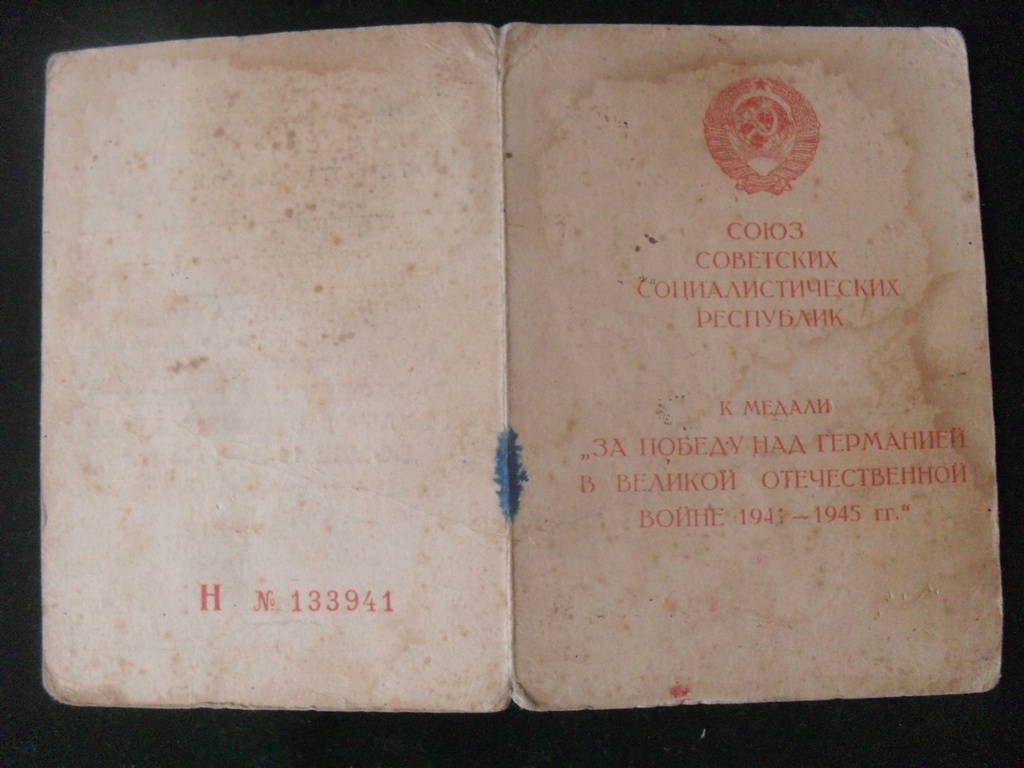 Н № 133941
СОЮЗ
СОВЕТСКИХ
СОЦИАЛИСТИЧЕСКИХ
РЕСПУБЛИК
К МЕДАЛИ
„ЗА ПОБЕДУ НАД ГЕРМАНИЕЙ
В ВЕЛИКОЙ ОТЕЧЕСТВЕННОЙ
ВОЙНЕ 1941—1945 гг.“